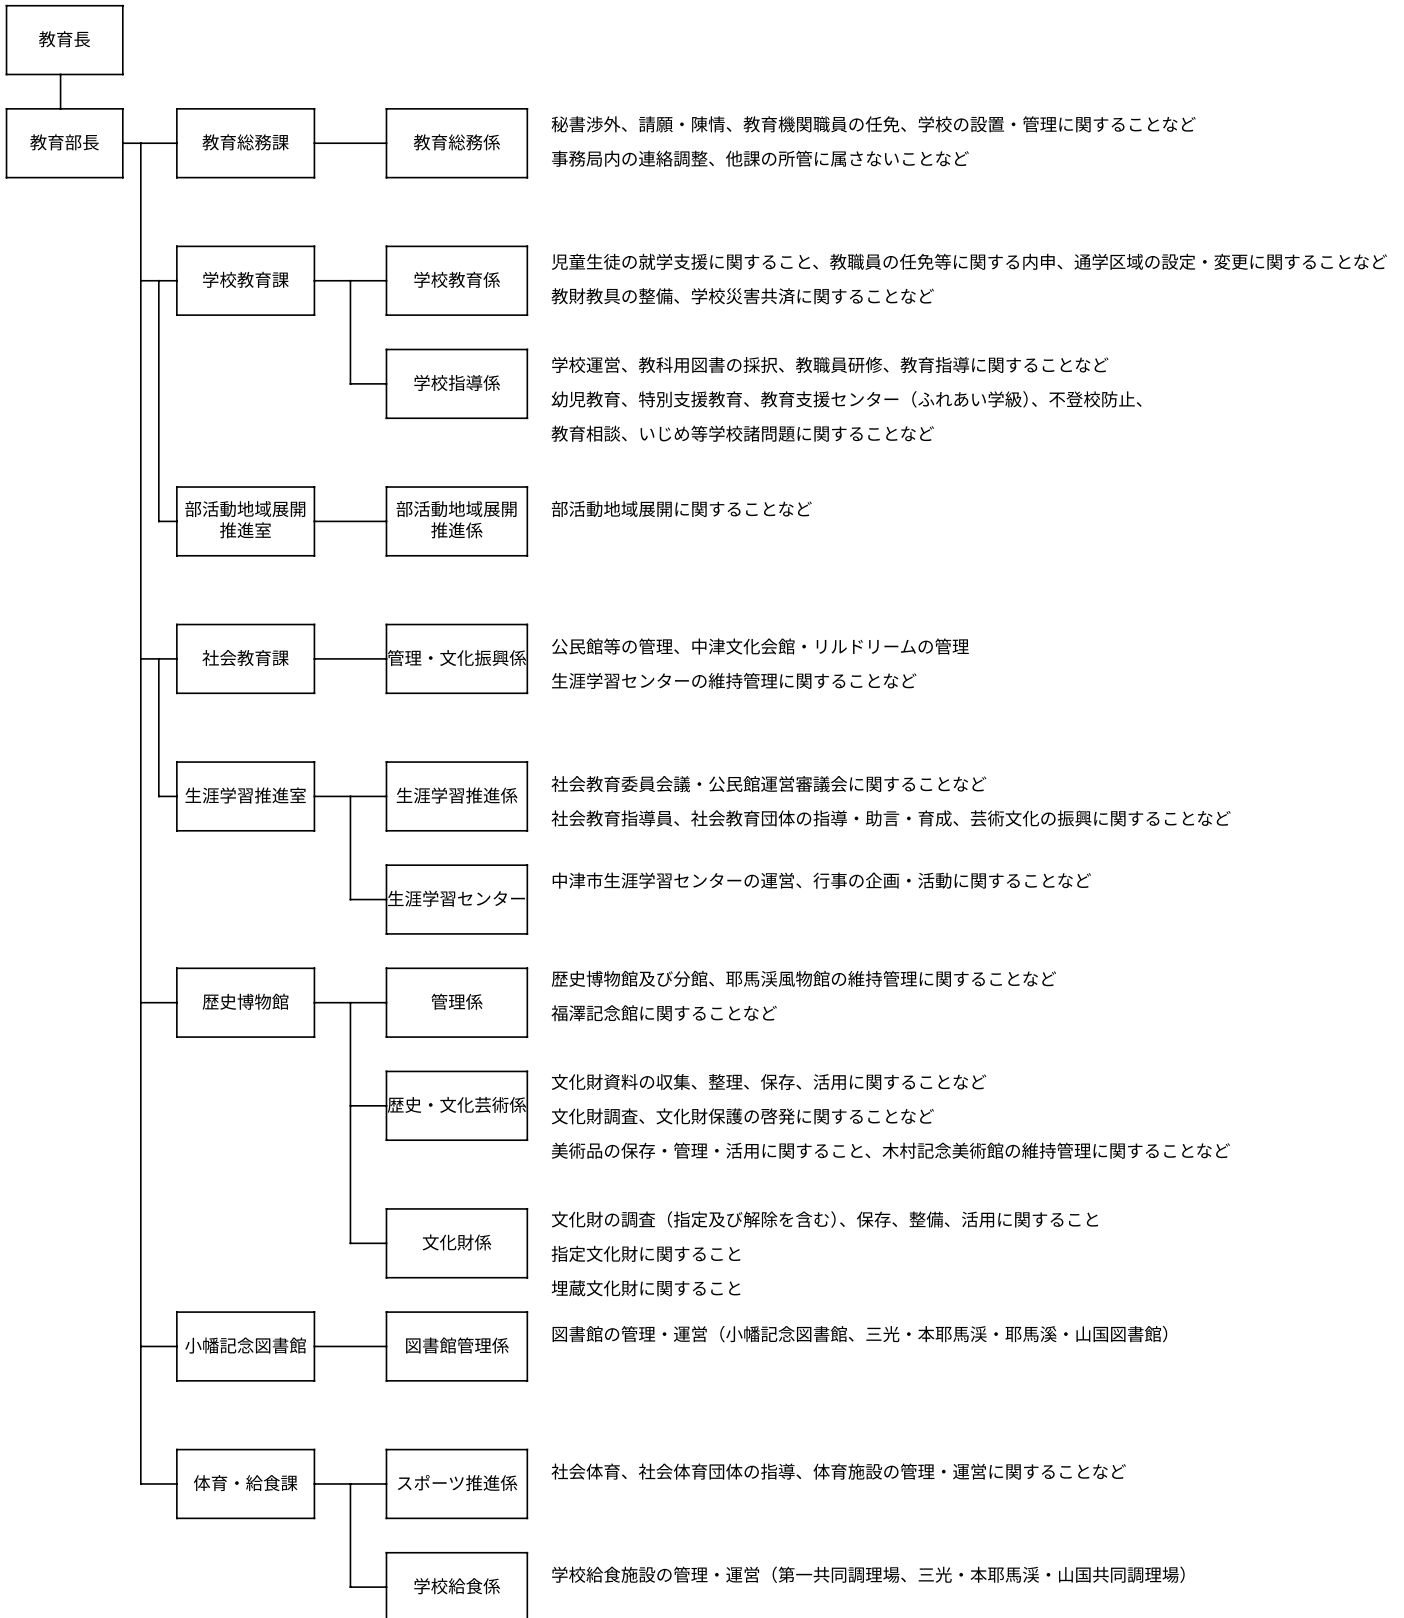 教育長
教育部長
教育総務課
教育総務係
秘書渉外、請願・陳情、教育機関職員の任免、学校の設置・管理に関することなど
事務局内の連絡調整、他課の所管に属さないことなど
学校教育課
学校教育係
児童生徒の就学支援に関すること、教職員の任免等に関する内申、通学区域の設定・変更に関することなど
教財教具の整備、学校災害共済に関することなど
学校指導係
学校運営、教科用図書の採択、教職員研修、教育指導に関することなど
幼児教育、特別支援教育、教育支援センター（ふれあい学級）、不登校防止、
教育相談、いじめ等学校諸問題に関することなど
部活動地域展開
推進室
部活動地域展開
推進係
部活動地域展開に関することなど
社会教育課
管理・文化振興係
公民館等の管理、中津文化会館・リルドリームの管理
生涯学習センターの維持管理に関することなど
生涯学習推進室
生涯学習推進係
社会教育委員会議・公民館運営審議会に関することなど
社会教育指導員、社会教育団体の指導・助言・育成、芸術文化の振興に関することなど
生涯学習センター
中津市生涯学習センターの運営、行事の企画・活動に関することなど
歴史博物館
管理係
歴史博物館及び分館、耶馬渓風物館の維持管理に関することなど
福澤記念館に関することなど
歴史・文化芸術係
文化財資料の収集、整理、保存、活用に関することなど
文化財調査、文化財保護の啓発に関することなど
美術品の保存・管理・活用に関すること、木村記念美術館の維持管理に関することなど
文化財係
文化財の調査（指定及び解除を含む）、保存、整備、活用に関すること
指定文化財に関すること
埋蔵文化財に関すること
小幡記念図書館
図書館管理係
図書館の管理・運営（小幡記念図書館、三光・本耶馬渓・耶馬溪・山国図書館）
体育・給食課
スポーツ推進係
社会体育、社会体育団体の指導、体育施設の管理・運営に関することなど
学校給食係
学校給食施設の管理・運営（第一共同調理場、三光・本耶馬渓・山国共同調理場）